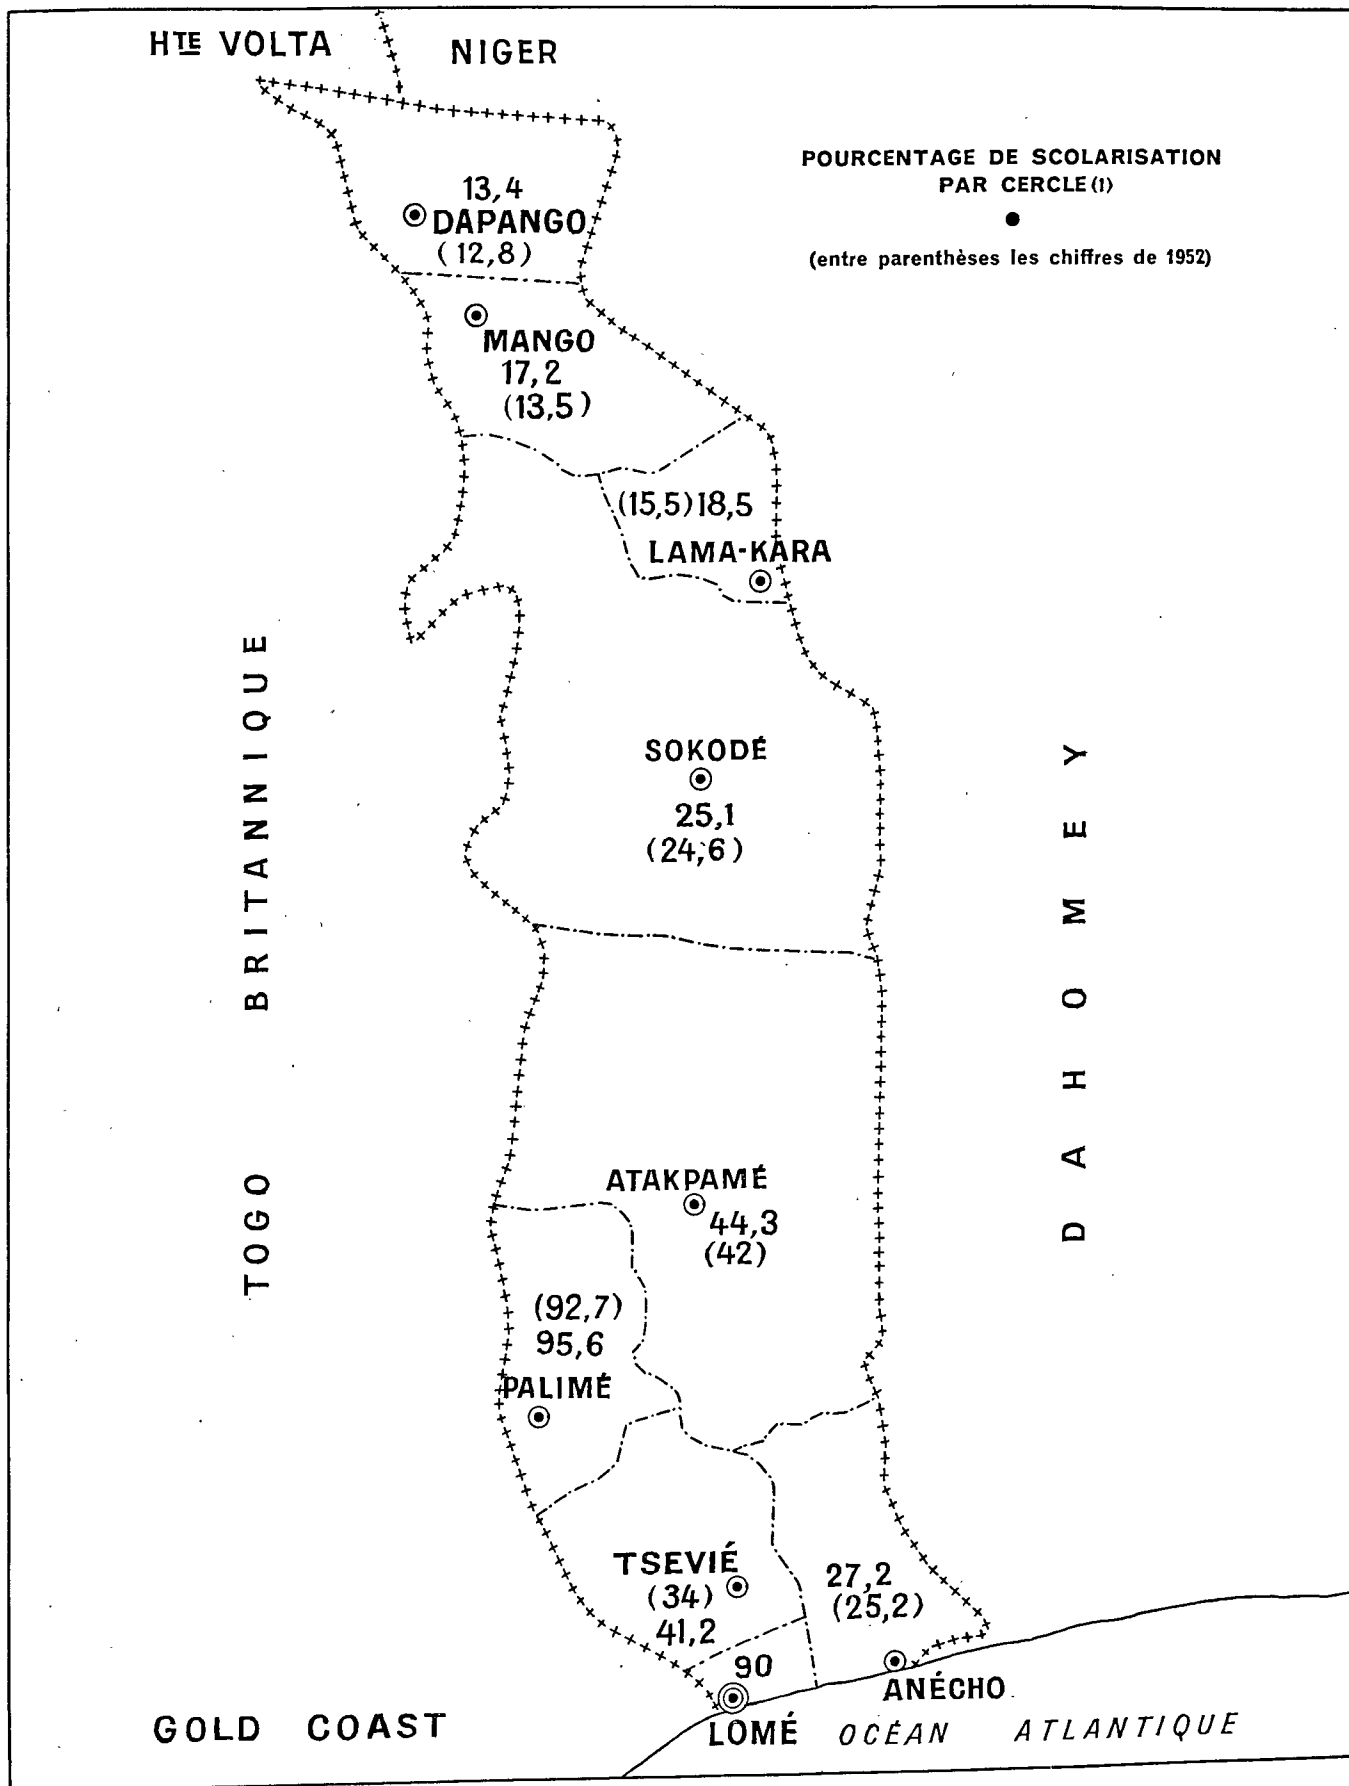 HTE VOLTA
NIGER
POURCENTAGE DE SCOLARISATION
PAR CERCLE (1)
(entre parenthèses les chiffres de 1952)
13,4
DAPANGO
(12,8)
MANGO
17,2
(13,5)
(15,5) 18,5
LAMA-KARA
SOKODÉ
25,1
(24,6)
TOGO BRITANNIQUE
DAHOMEY
ATAKPAMÉ
44,3
(42)
(92,7)
95,6
PALIMÉ
TSEVIÉ
(34)
41,2
27,2
(25,2)
90
ANÉCHO
LOMÉ
GOLD COAST
OCÉAN ATLANTIQUE